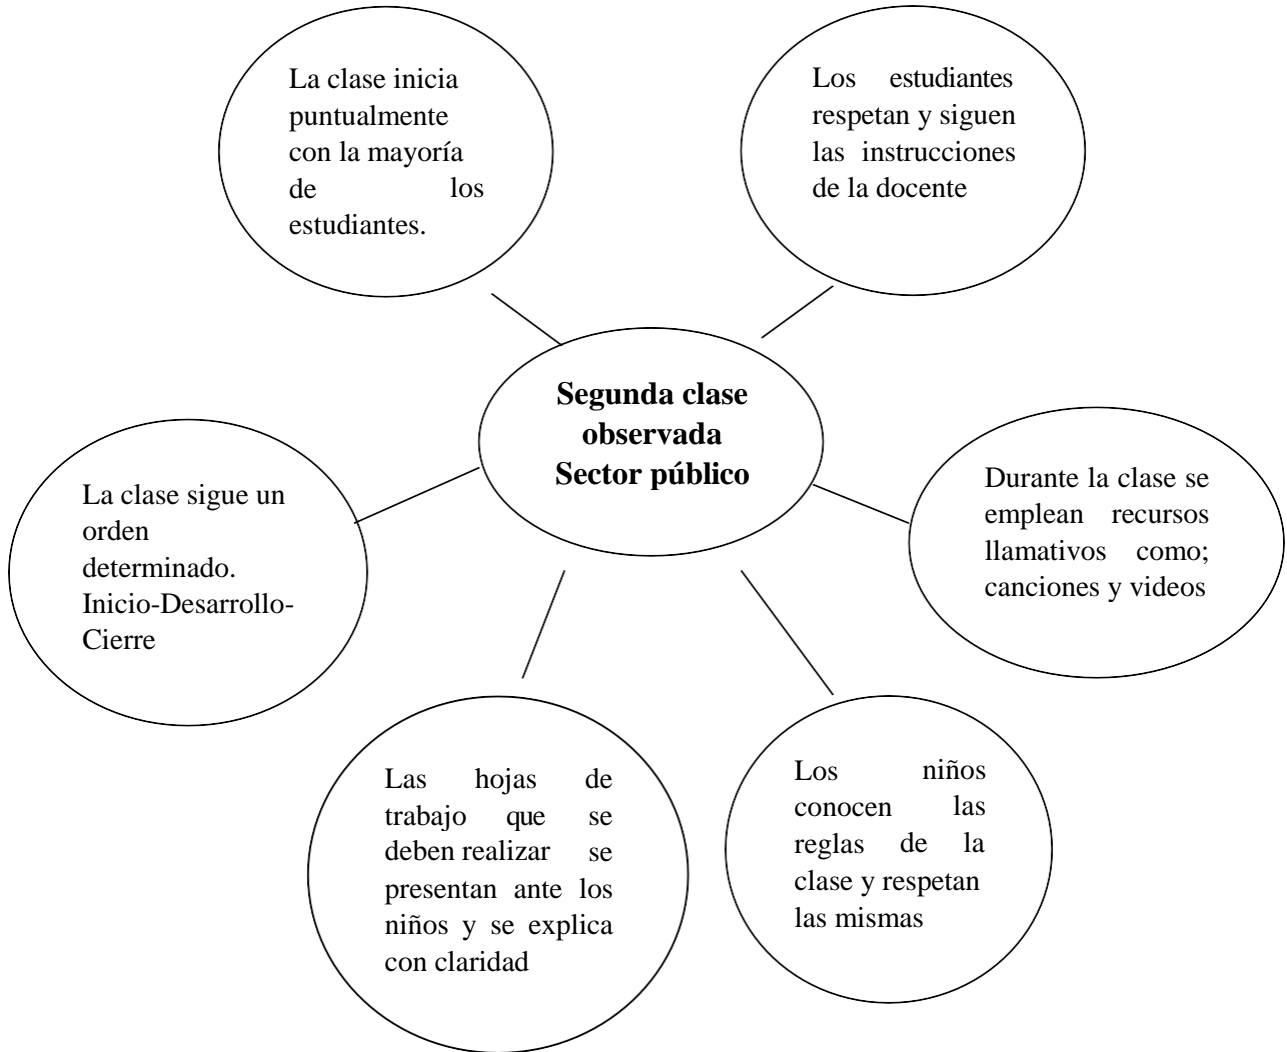 La clase inicia
puntualmente
con la mayoría
de los
estudiantes.
Los estudiantes
respetan y siguen
las instrucciones
de la docente
Segunda clase
observada
Sector público
La clase sigue un
orden
determinado.
Inicio-Desarrollo-
Cierre
Durante la clase se
emplean recursos
llamativos como;
canciones y videos
Las hojas de
trabajo que se
deben realizar se
presentan ante los
niños y se explica
con claridad
Los niños
conocen las
reglas de la
clase y respetan
las mismas